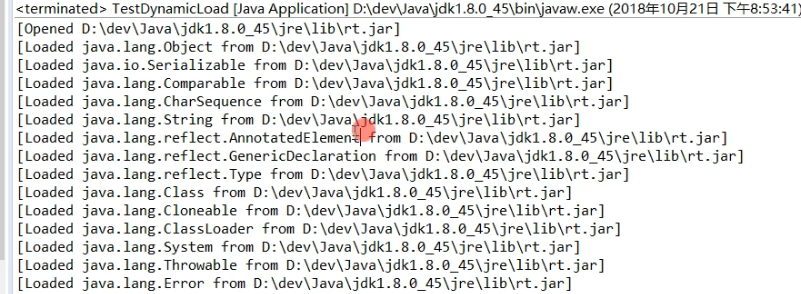 <terminated> TestDynamicLoad [Java Application] D:\dev\Java\jdk1.8.0_45\bin\javaw.exe (2018年10月21日 下午8:53:41)
[Opened D:\dev\Java\jdk1.8.0_45\jre\lib\rt.jar]
[Loaded java.lang.Object from D:\dev\Java\jdk1.8.0_45\jre\lib\rt.jar]
[Loaded java.io.Serializable from D:\dev\Java\jdk1.8.0_45\jre\lib\rt.jar]
[Loaded java.lang.Comparable from D:\dev\Java\jdk1.8.0_45\jre\lib\rt.jar]
[Loaded java.lang.CharSequence from D:\dev\Java\jdk1.8.0_45\jre\lib\rt.jar]
[Loaded java.lang.String from D:\dev\Java\jdk1.8.0_45\jre\lib\rt.jar]
[Loaded java.lang.reflect.AnnotatedElement from D:\dev\Java\jdk1.8.0_45\jre\lib\rt.jar]
[Loaded java.lang.reflect.GenericDeclaration from D:\dev\Java\jdk1.8.0_45\jre\lib\rt.jar]
[Loaded java.lang.reflect.Type from D:\dev\Java\jdk1.8.0_45\jre\lib\rt.jar]
[Loaded java.lang.Class from D:\dev\Java\jdk1.8.0_45\jre\lib\rt.jar]
[Loaded java.lang.Cloneable from D:\dev\Java\jdk1.8.0_45\jre\lib\rt.jar]
[Loaded java.lang.ClassLoader from D:\dev\Java\jdk1.8.0_45\jre\lib\rt.jar]
[Loaded java.lang.System from D:\dev\Java\jdk1.8.0_45\jre\lib\rt.jar]
[Loaded java.lang.Throwable from D:\dev\Java\jdk1.8.0_45\jre\lib\rt.jar]
[Loaded java.lang.Error from D:\dev\Java\jdk1.8.0_45\jre\lib\rt.jar]